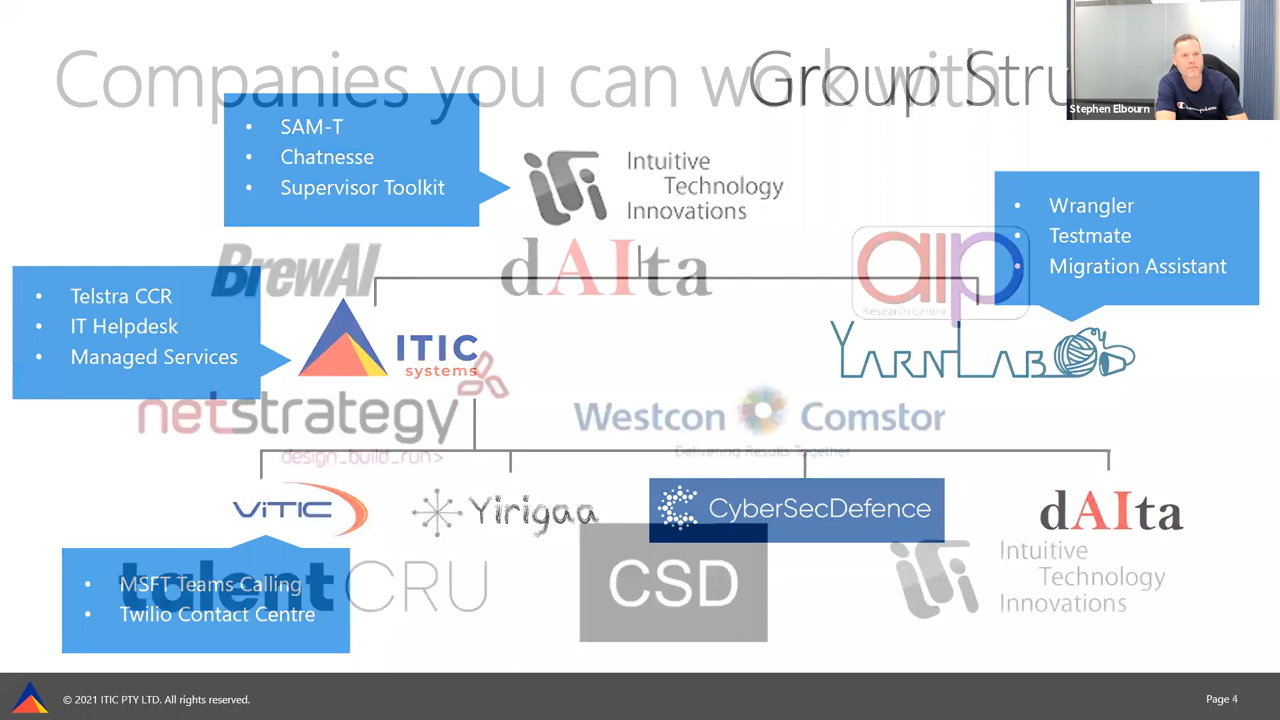 Companies you can work with
Group Stru
Stephen Elbourn
SAM-T
Chatnesse
Supervisor Toolkit
Intuitive
Technology
Innovations
Wrangler
Testmate
Migration Assistant
BrewAI
dAIta
aip
Research Centre
Telstra CCR
IT Helpdesk
Managed Services
ITIC
systems
YARNLAB
netstrategy
design_build_run>
Westcon Comstor
Delivering Results Together
ViTIC
Yirigaa
CyberSecDefence
dAIta
MSFT Teams Calling
Twilio Contact Centre
talentCRU
CSD
Intuitive
Technology
Innovations
© 2021 ITIC PTY LTD. All rights reserved.
Page 4